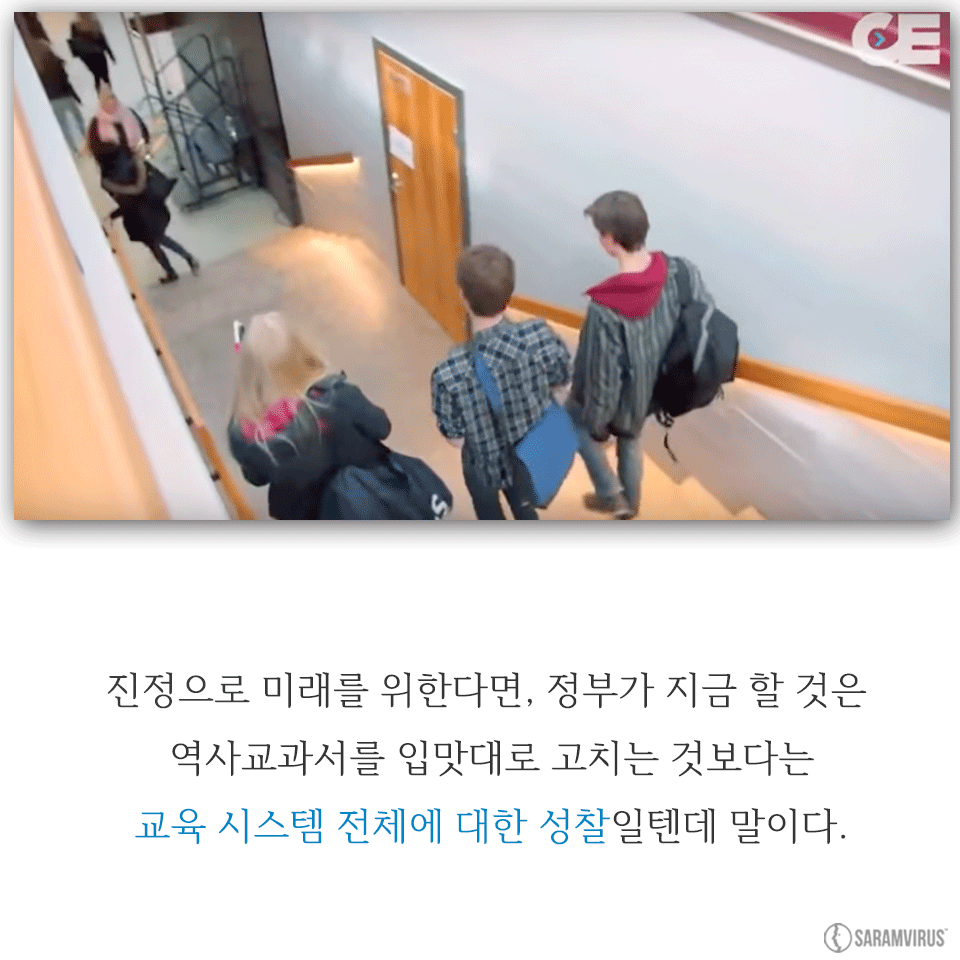 CE
진정으로 미래를 위한다면, 정부가 지금 할 것은
역사교과서를 입맛대로 고치는 것보다는
교육 시스템 전체에 대한 성찰일텐데 말이다.
SARAMVIRUS